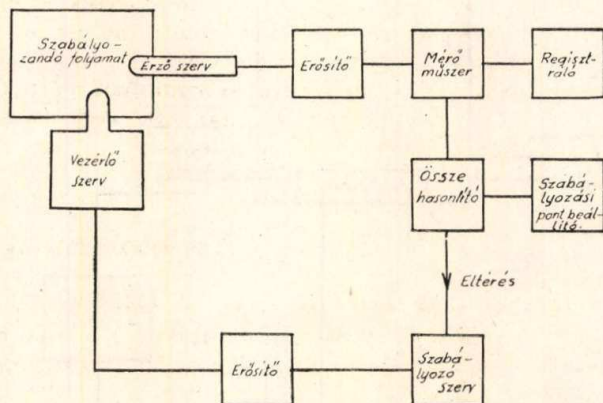 Szabályo-
zandó folyamat
Érző szerv
Erősítő
Mérő
műszer
Regiszt-
ráló
Vezérlő
szerv
Össze
hasonlító
Szabá-
lyozási
pont beál-
lító.
Eltérés
Erősítő
Szabá-
lyozó
szerv